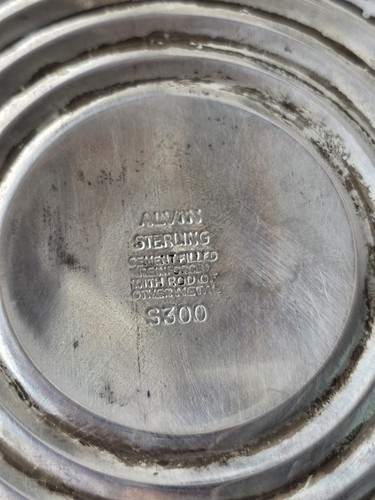 ALVIN
STERLING
CEMENT FILLED
REINFORCED
WITH ROD OF
OTHER METAL
S300